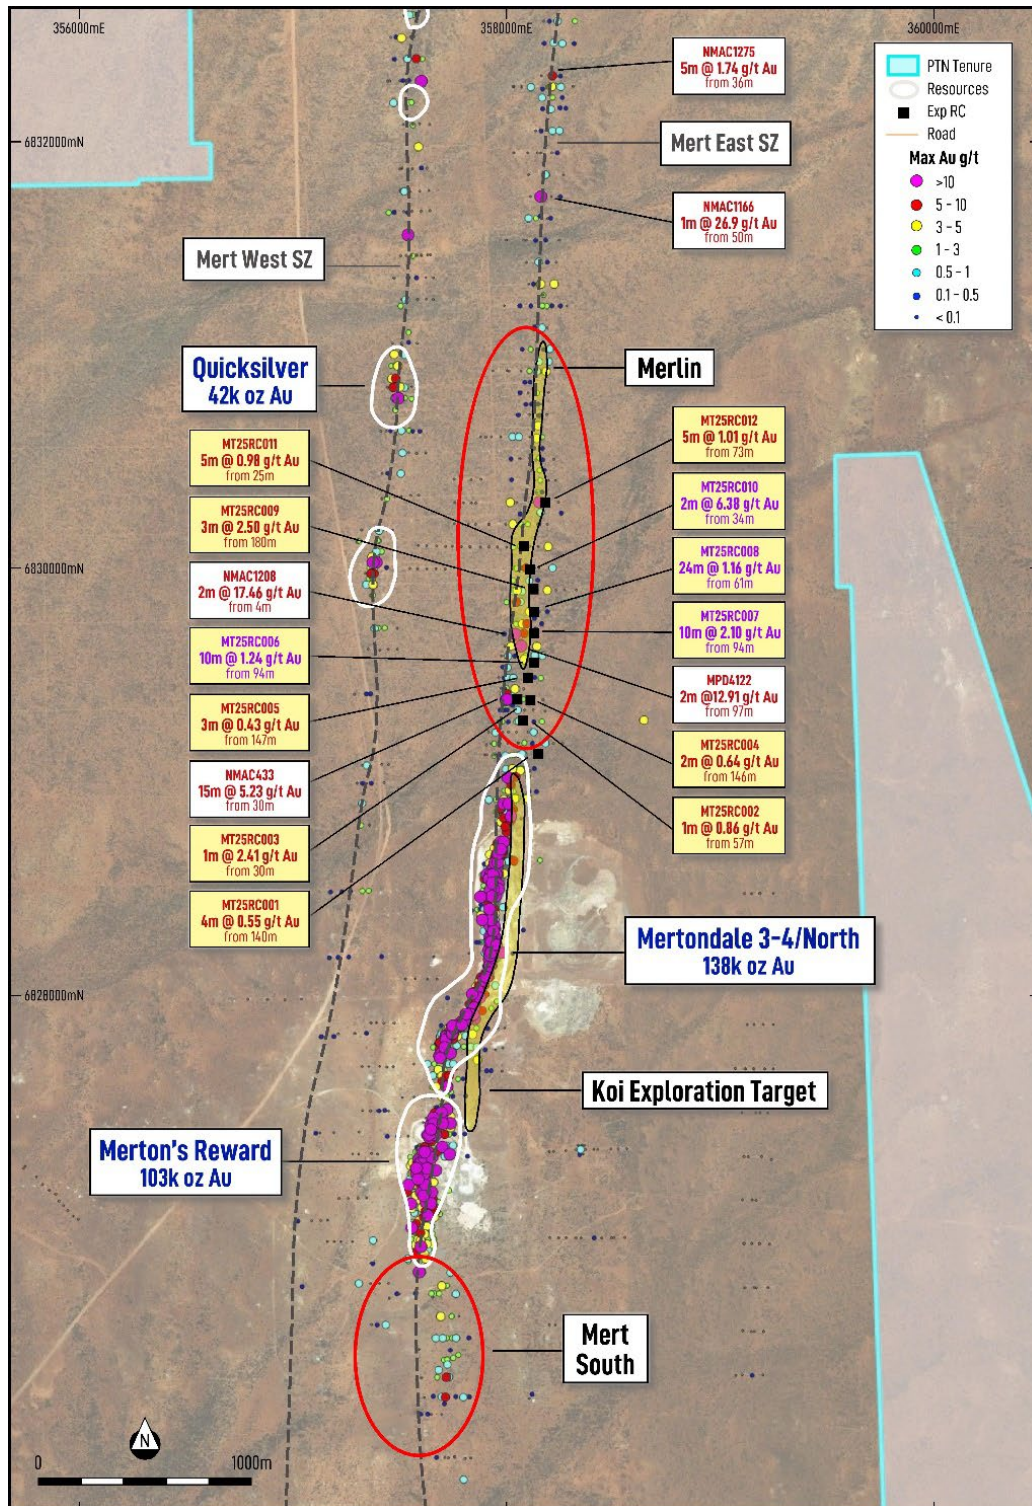 356000mE
358000mE
360000mE
6832000mN
6830000mN
6828000mN
PTN Tenure
Resources
Exp RC
Road
Max Au g/t
>10
5 - 10
3 - 5
1 - 3
0.5 - 1
0.1 - 0.5
< 0.1
NMAC1275
5m @ 1.74 g/t Au
from 36m
Mert East SZ
NMAC1166
1m @ 26.9 g/t Au
from 50m
Mert West SZ
Quicksilver
42k oz Au
Merlin
MT25RC011
5m @ 0.98 g/t Au
from 25m
MT25RC009
3m @ 2.50 g/t Au
from 180m
NMAC1208
2m @ 17.46 g/t Au
from 4m
MT25RC006
10m @ 1.24 g/t Au
from 94m
MT25RC005
3m @ 0.43 g/t Au
from 147m
NMAC433
15m @ 5.23 g/t Au
from 30m
MT25RC003
1m @ 2.41 g/t Au
from 30m
MT25RC001
4m @ 0.55 g/t Au
from 140m
MT25RC012
5m @ 1.01 g/t Au
from 73m
MT25RC010
2m @ 6.38 g/t Au
from 34m
MT25RC008
24m @ 1.16 g/t Au
from 61m
MT25RC007
10m @ 2.10 g/t Au
from 94m
MPD4122
2m @12.91 g/t Au
from 97m
MT25RC004
2m @ 0.64 g/t Au
from 146m
MT25RC002
1m @ 0.86 g/t Au
from 57m
Mertondale 3-4/North
138k oz Au
Koi Exploration Target
Merton's Reward
103k oz Au
Mert
South
N
0
1000m